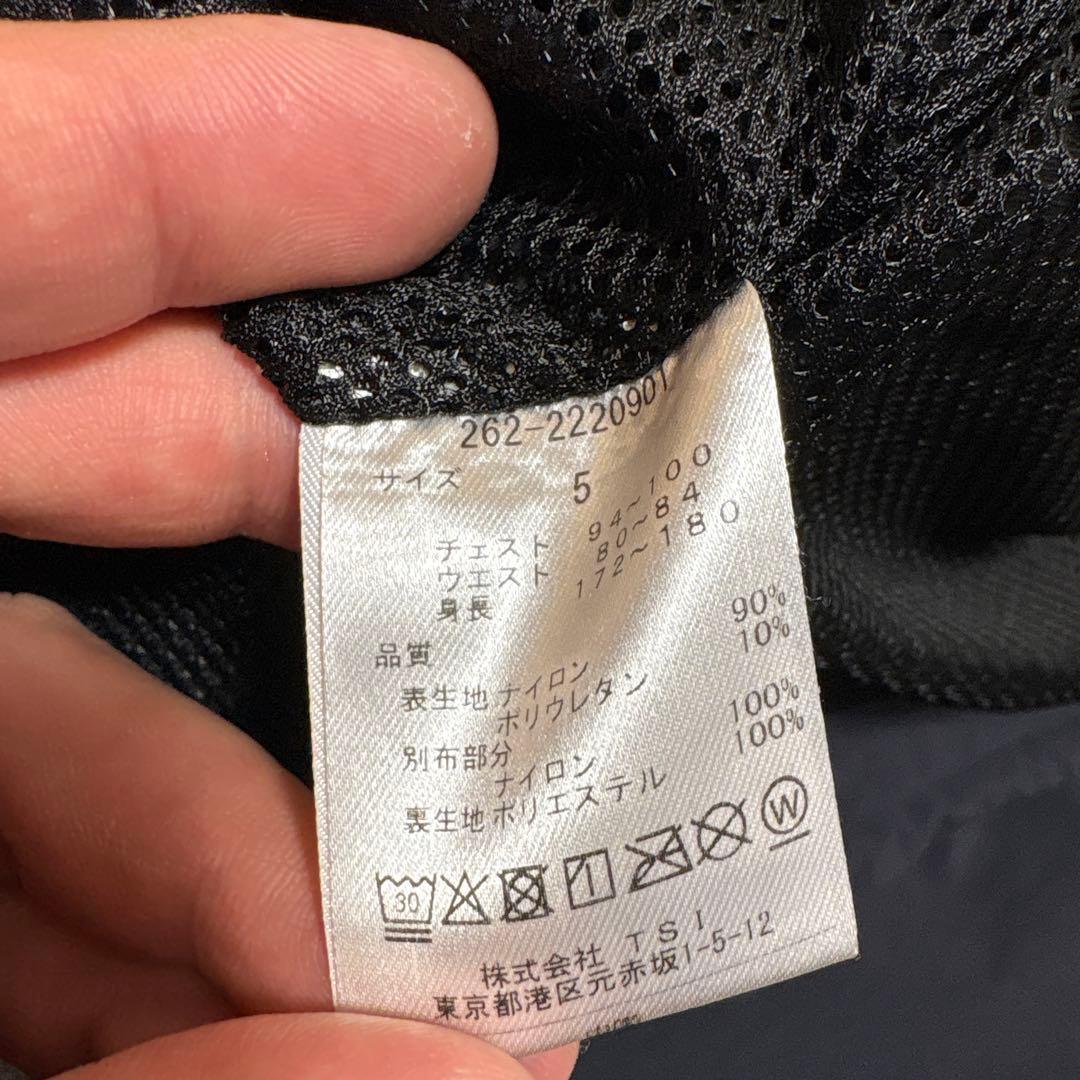 262-2220901
サイズ 5
チェスト 94~100
ウエスト 80~84
身長 172~180
品質
表生地 ナイロン 90%
ポリウレタン 10%
別布部分
ナイロン 100%
裏生地 ポリエステル 100%
30 W
株式会社 TSI
東京都港区元赤坂1-5-12